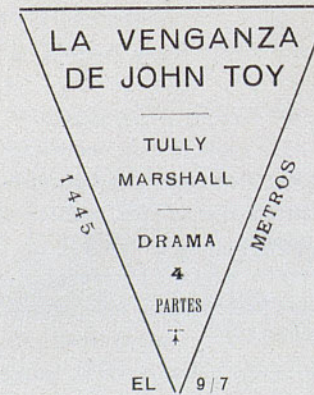 LA VENGANZA
DE JOHN TOY
TULLY
MARSHALL
1445
METROS
DRAMA
4
PARTES
EL 9/7